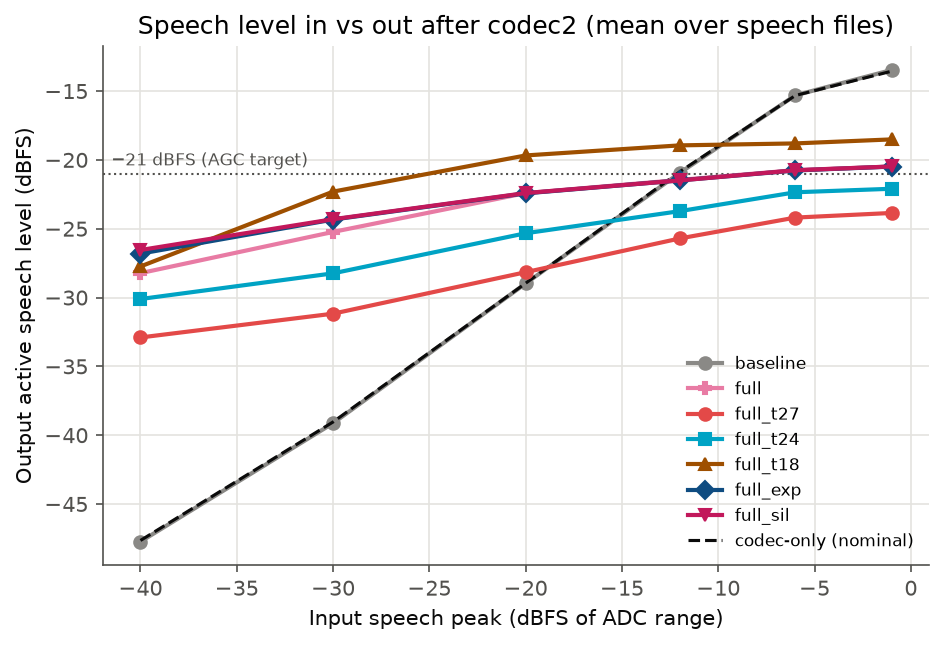 Speech level in vs out after codec2 (mean over speech files)
Output active speech level (dBFS)
−15
−20
−25
−30
−35
−40
−45
−21 dBFS (AGC target)
baseline
full
full_t27
full_t24
full_t18
full_exp
full_sil
codec-only (nominal)
−40 −35 −30 −25 −20 −15 −10 −5 0
Input speech peak (dBFS of ADC range)